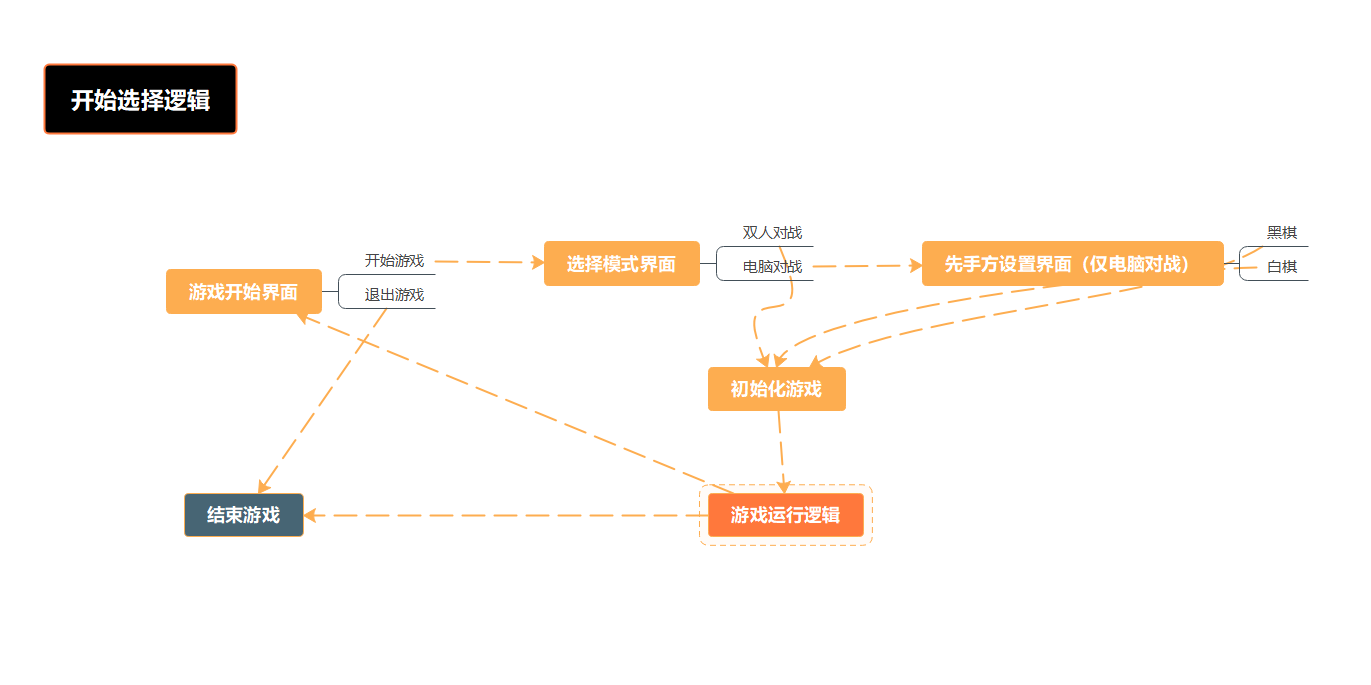 开始选择逻辑
游戏开始界面
开始游戏
退出游戏
选择模式界面
双人对战
电脑对战
先手方设置界面（仅电脑对战）
黑棋
白棋
初始化游戏
结束游戏
游戏运行逻辑